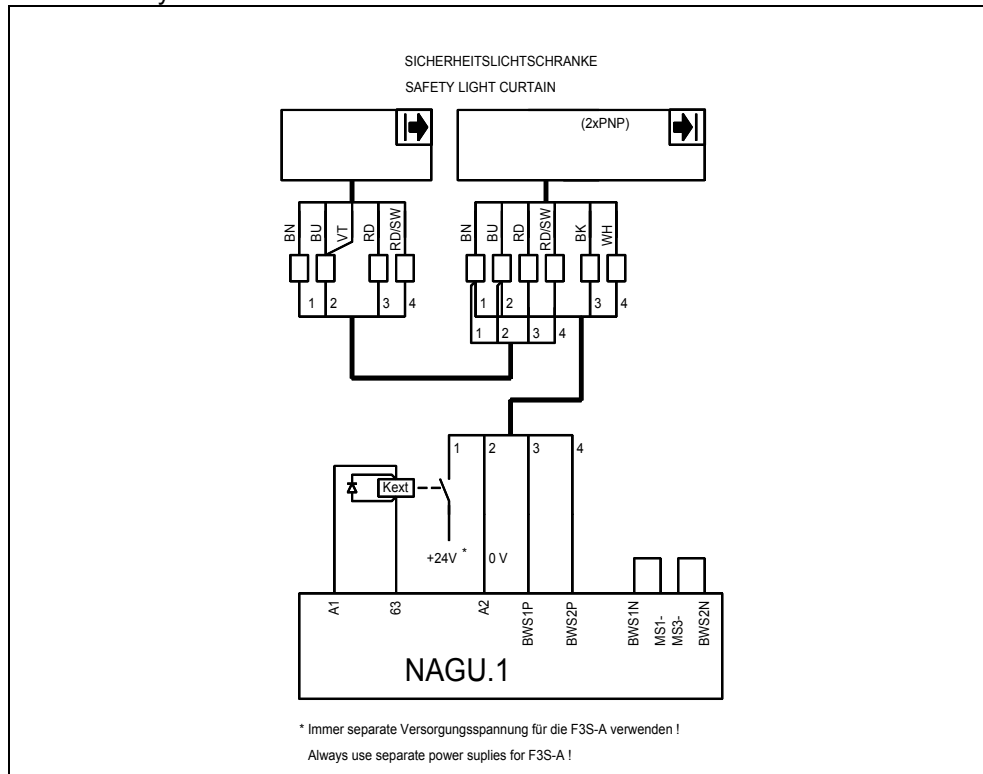 SICHERHEITSLICHTSCHRANKE
SAFETY LIGHT CURTAIN
(2xPNP)
BN BU VT RD RD/SW
BN BU RD RD/SW BK WH
1 2 3 4
1 2 3 4
1 2 3 4
1 2 3 4
Kext
+24V * 0 V
A1 63 A2 BWS1P BWS2P BWS1N MS1- MS3- BWS2N
NAGU.1
* Immer separate Versorgungsspannung für die F3S-A verwenden !
Always use separate power suplies for F3S-A !